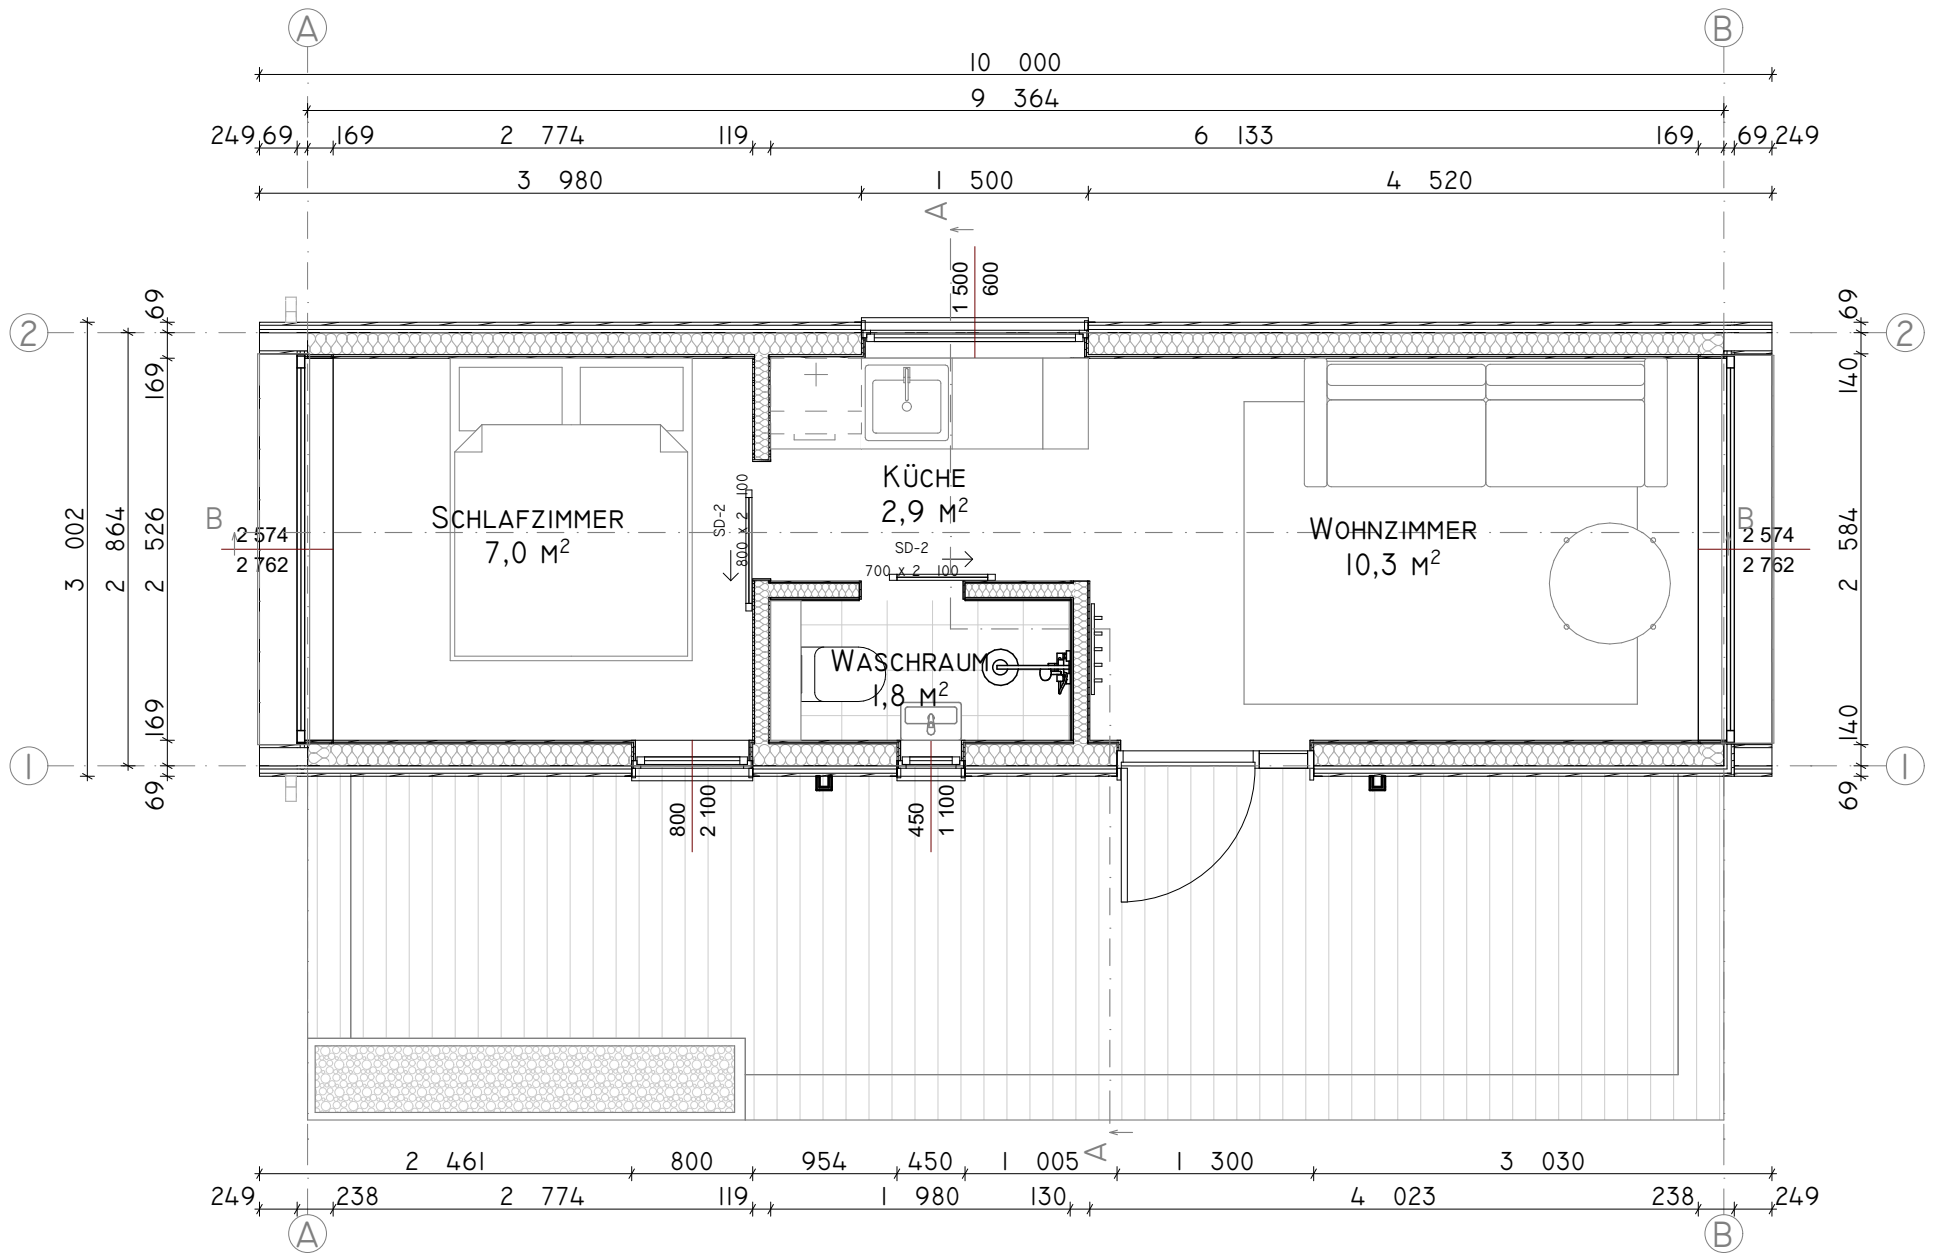 A B
10 000
9 364
249 69 169 2 774 119 6 133 169 69 249
3 980 1 500 4 520
A
1 500
600
69 69
2 2
169 140
KÜCHE
2,9 M²
SCHLAFZIMMER
7,0 M²
WOHNZIMMER
10,3 M²
B
2 574
2 762
B
2 574
2 762
SD-2
800 x 2 100
SD-2
700 x 2 100
3 002
2 864
2 526
2 584
WASCHRAUM
1,8 M²
169 140
1 1
69 69
800
2 100
450
1 100
A
2 461 800 954 450 1 005 1 300 3 030
249 238 2 774 119 1 980 130 4 023 238 249
A B